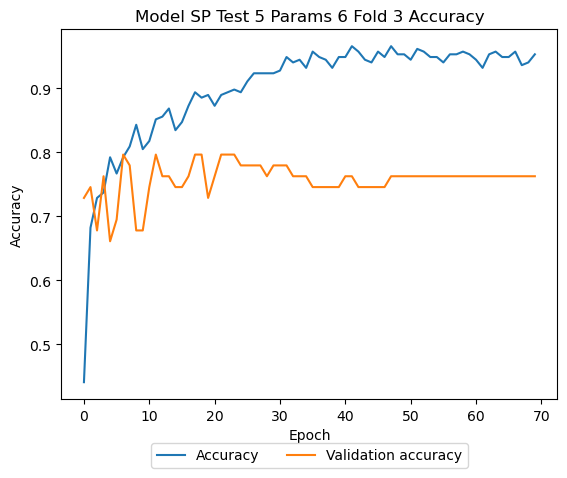 Model SP Test 5 Params 6 Fold 3 Accuracy
Accuracy
0.9
0.8
0.7
0.6
0.5
0 10 20 30 40 50 60 70
Epoch
Accuracy Validation accuracy